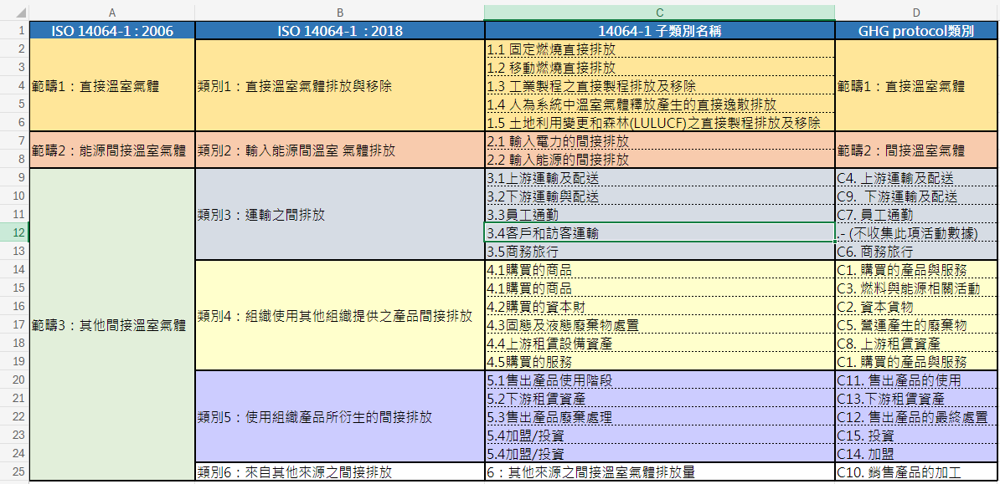 A B C D
1 ISO 14064-1 : 2006 ISO 14064-1 : 2018 14064-1 子類別名稱 GHG protocol類別
2 1.1 固定燃燒直接排放
3 1.2 移動燃燒直接排放
4 範疇1：直接溫室氣體 類別1：直接溫室氣體排放與移除 1.3 工業製程之直接製程排放及移除 範疇1：直接溫室氣體
5 1.4 人為系統中溫室氣體釋放產生的直接逸散排放
6 1.5 土地利用變更和森林(LULUCF)之直接製程排放及移除
7 2.1 輸入電力的間接排放
範疇2：能源間接溫室氣體 類別2：輸入能源間溫室 氣體排放 範疇2：間接溫室氣體
8 2.2 輸入能源的間接排放
9 3.1上游運輸及配送 C4. 上游運輸及配送
10 3.2下游運輸與配送 C9. 下游運輸及配送
11 類別3：運輸之間排放 3.3員工通勤 C7. 員工通勤
12 3.4客戶和訪客運輸 .- (不收集此項活動數據)
13 3.5商務旅行 C6. 商務旅行
14 4.1購買的商品 C1. 購買的產品與服務
15 4.1購買的商品 C3. 燃料與能源相關活動
16 4.2購買的資本財 C2. 資本貨物
類別4：組織使用其他組織提供之產品間接排放
17 範疇3：其他間接溫室氣體 4.3固態及液態廢棄物處置 C5. 營運產生的廢棄物
18 4.4上游租賃設備資產 C8. 上游租賃資產
19 4.5購買的服務 C1. 購買的產品與服務
20 5.1售出產品使用階段 C11. 售出產品的使用
21 5.2下游租賃資產 C13.下游租賃資產
22 類別5：使用組織產品所衍生的間接排放 5.3售出產品廢棄處理 C12. 售出產品的最終處置
23 5.4加盟/投資 C15. 投資
24 5.4加盟/投資 C14. 加盟
25 類別6：來自其他來源之間接排放 6：其他來源之間接溫室氣體排放量 C10. 銷售產品的加工